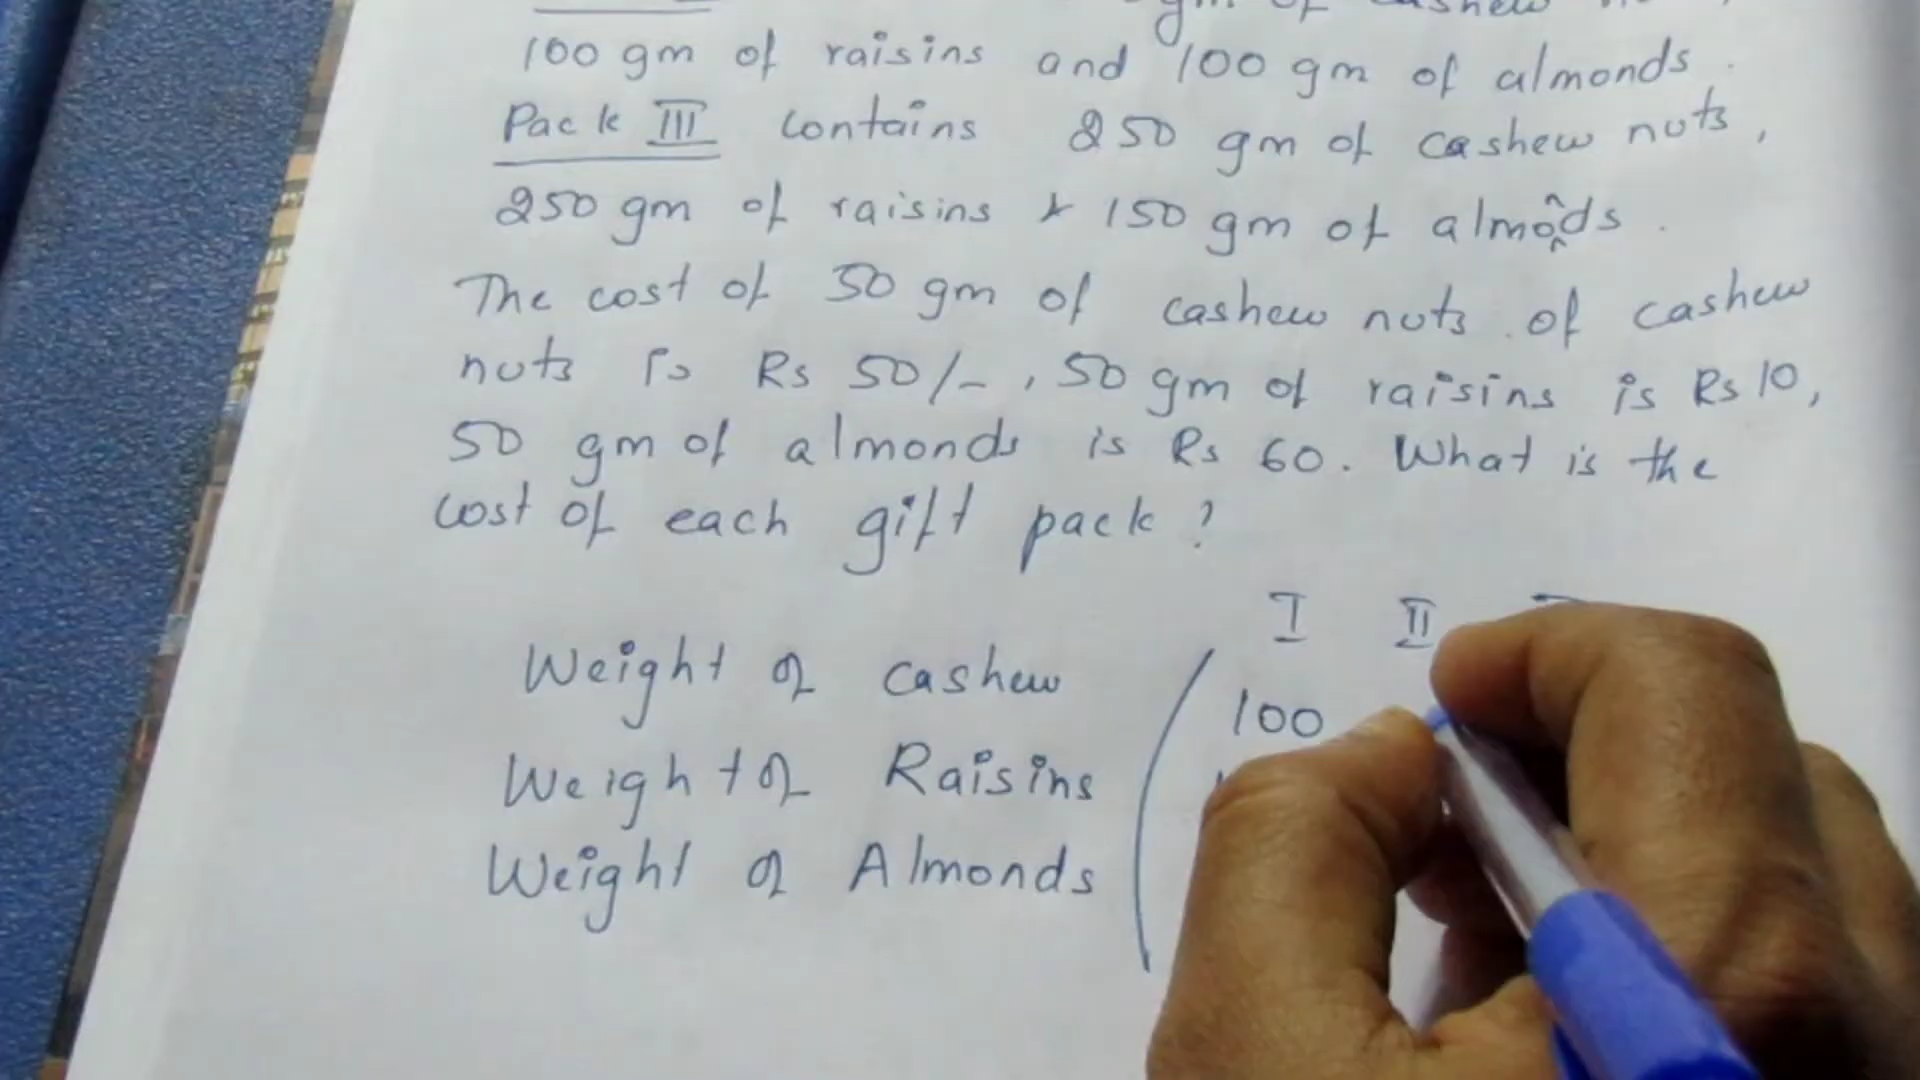 gm of cashew
100 gm of raisins and 100 gm of almonds.
Pack III contains 250 gm of cashew nuts,
250 gm of raisins & 150 gm of almonds.
The cost of 50 gm of cashew nuts of cashew
nuts is Rs 50/-, 50 gm of raisins is Rs 10,
50 gm of almonds is Rs 60. What is the
cost of each gift pack?
I II
Weight of cashew 100
Weight of Raisins
Weight of Almonds